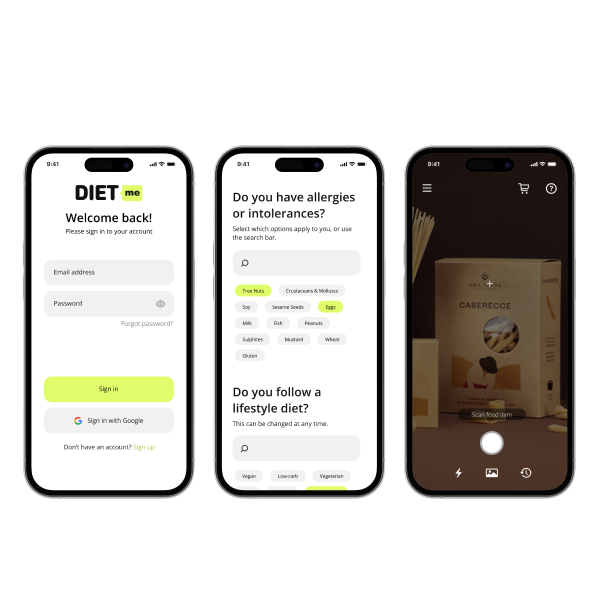 9:41
DIET me
Welcome back!
Please sign in to your account
Email address
Password
Forgot password?
Sign in
Sign in with Google
Don't have an account? Sign up
9:41
Do you have allergies
or intolerances?
Select which options apply to you, or use
the search bar.
Tree Nuts
Crustaceans & Molluscs
Soy
Sesame Seeds
Eggs
Milk
Fish
Peanuts
Sulphites
Mustard
Wheat
Gluten
Do you follow a
lifestyle diet?
This can be changed at any time.
Vegan
Low-carb
Vegetarian
9:41
CASERECCE
Scan food item